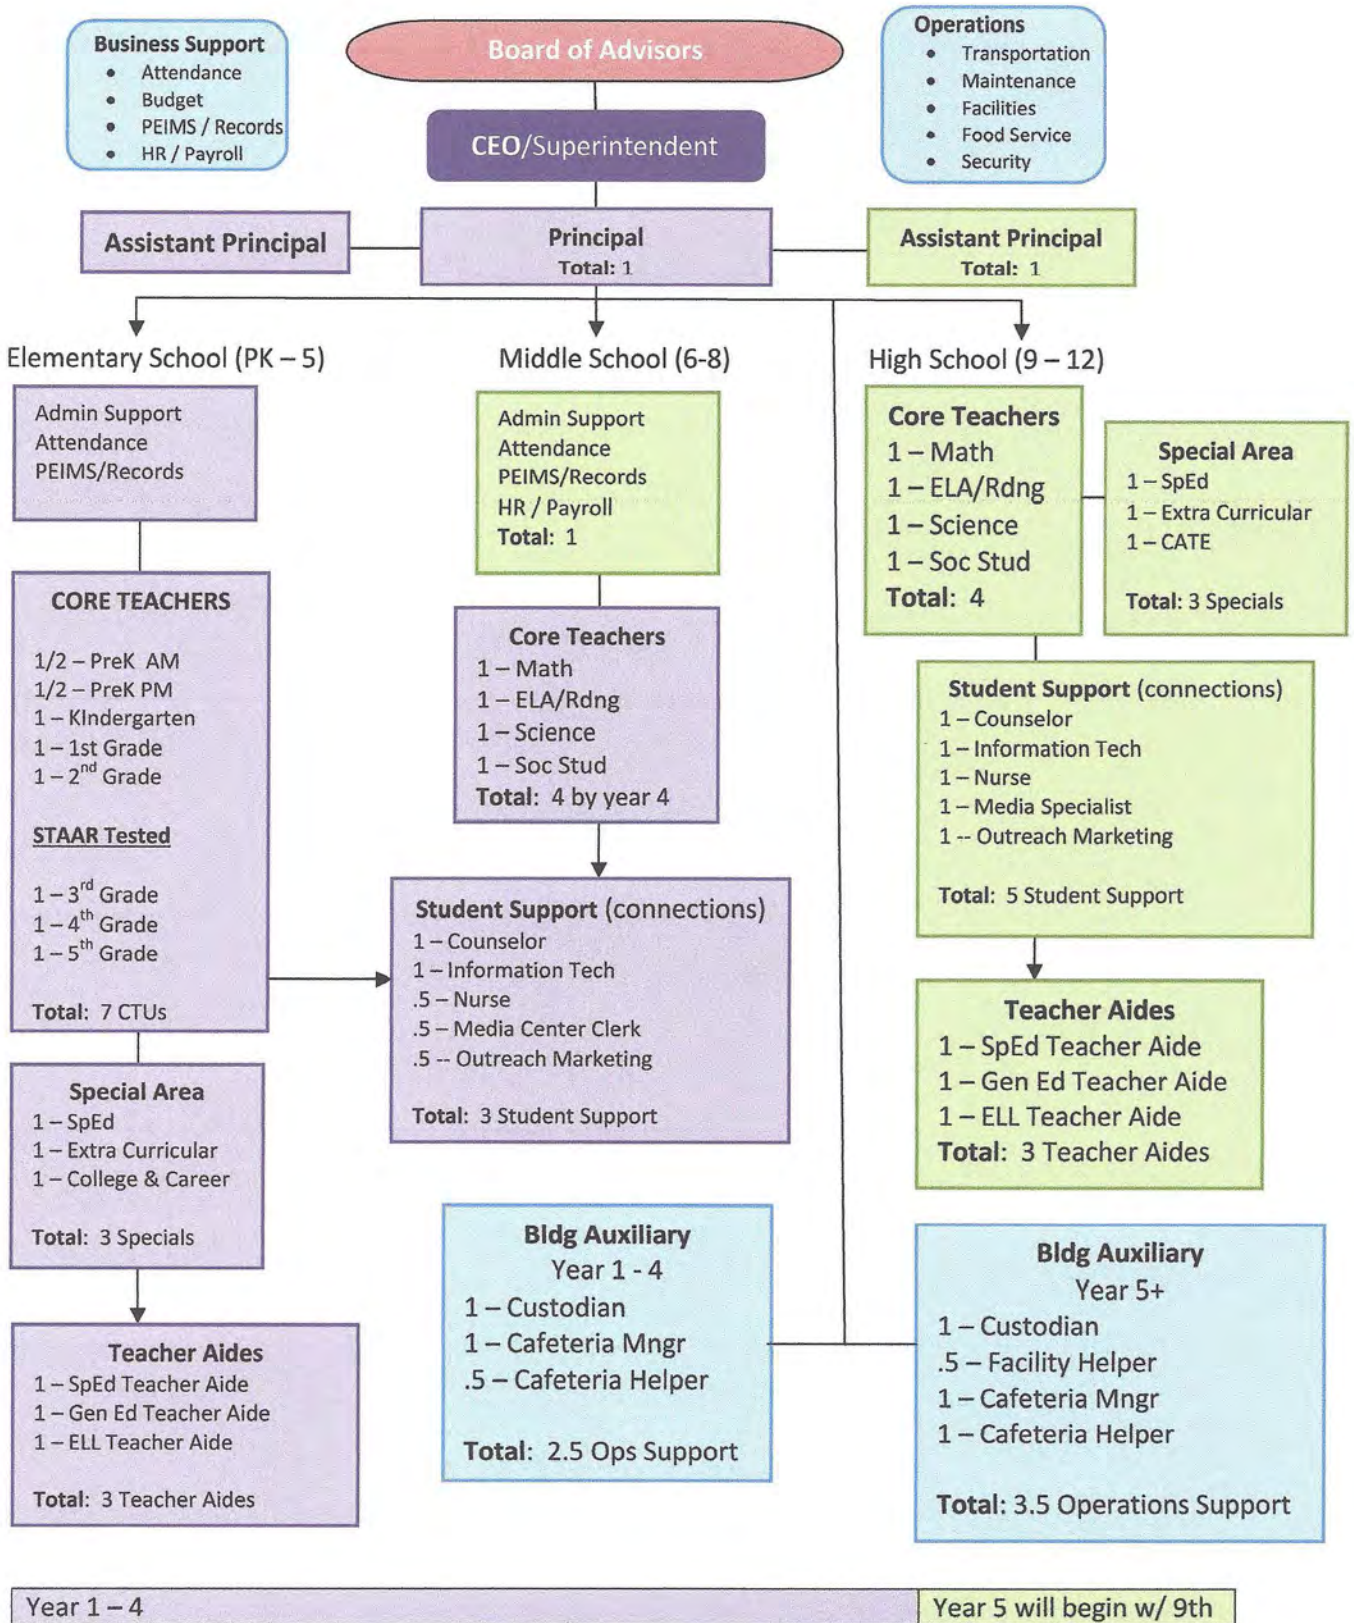 Business Support
• Attendance
• Budget
• PEIMS / Records
• HR / Payroll
Board of Advisors
Operations
• Transportation
• Maintenance
• Facilities
• Food Service
• Security
CEO/Superintendent
Assistant Principal
Principal
Total: 1
Assistant Principal
Total: 1
Elementary School (PK – 5)
Admin Support
Attendance
PEIMS/Records
CORE TEACHERS
1/2 – PreK AM
1/2 – PreK PM
1 – KIndergarten
1 – 1st Grade
1 – 2nd Grade
STAAR Tested
1 – 3rd Grade
1 – 4th Grade
1 – 5th Grade
Total: 7 CTUs
Special Area
1 – SpEd
1 – Extra Curricular
1 – College & Career
Total: 3 Specials
Teacher Aides
1 – SpEd Teacher Aide
1 – Gen Ed Teacher Aide
1 – ELL Teacher Aide
Total: 3 Teacher Aides
Middle School (6-8)
Admin Support
Attendance
PEIMS/Records
HR / Payroll
Total: 1
Core Teachers
1 – Math
1 – ELA/Rdng
1 – Science
1 – Soc Stud
Total: 4 by year 4
Student Support (connections)
1 – Counselor
1 – Information Tech
.5 – Nurse
.5 – Media Center Clerk
.5 -- Outreach Marketing
Total: 3 Student Support
Bldg Auxiliary
Year 1 - 4
1 – Custodian
1 – Cafeteria Mngr
.5 – Cafeteria Helper
Total: 2.5 Ops Support
High School (9 – 12)
Core Teachers
1 – Math
1 – ELA/Rdng
1 – Science
1 – Soc Stud
Total: 4
Special Area
1 – SpEd
1 – Extra Curricular
1 – CATE
Total: 3 Specials
Student Support (connections)
1 – Counselor
1 – Information Tech
1 – Nurse
1 – Media Specialist
1 -- Outreach Marketing
Total: 5 Student Support
Teacher Aides
1 – SpEd Teacher Aide
1 – Gen Ed Teacher Aide
1 – ELL Teacher Aide
Total: 3 Teacher Aides
Bldg Auxiliary
Year 5+
1 – Custodian
.5 – Facility Helper
1 – Cafeteria Mngr
1 – Cafeteria Helper
Total: 3.5 Operations Support
Year 1 – 4
Year 5 will begin w/ 9th